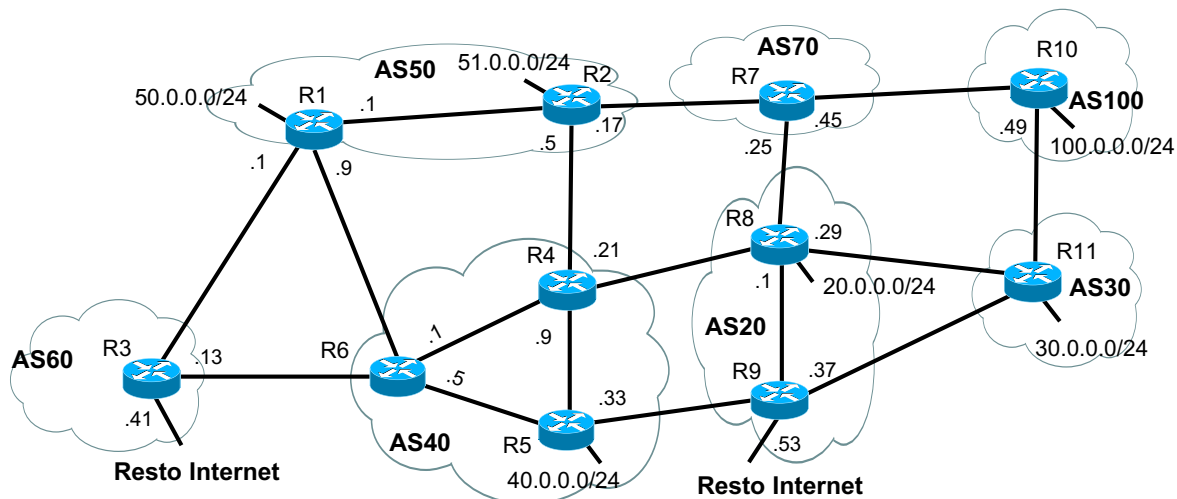 AS50
51.0.0.0/24
R2
AS70
R7
R10
AS100
50.0.0.0/24
R1
.1
.17
.45
.49
100.0.0.0/24
.1
.9
.5
.25
R8
.29
R11
AS30
R4
.21
.1
20.0.0.0/24
AS20
30.0.0.0/24
AS60
R3
.13
R6
.1
.9
.5
.33
R9
.37
.41
AS40
R5
40.0.0.0/24
.53
Resto Internet
Resto Internet